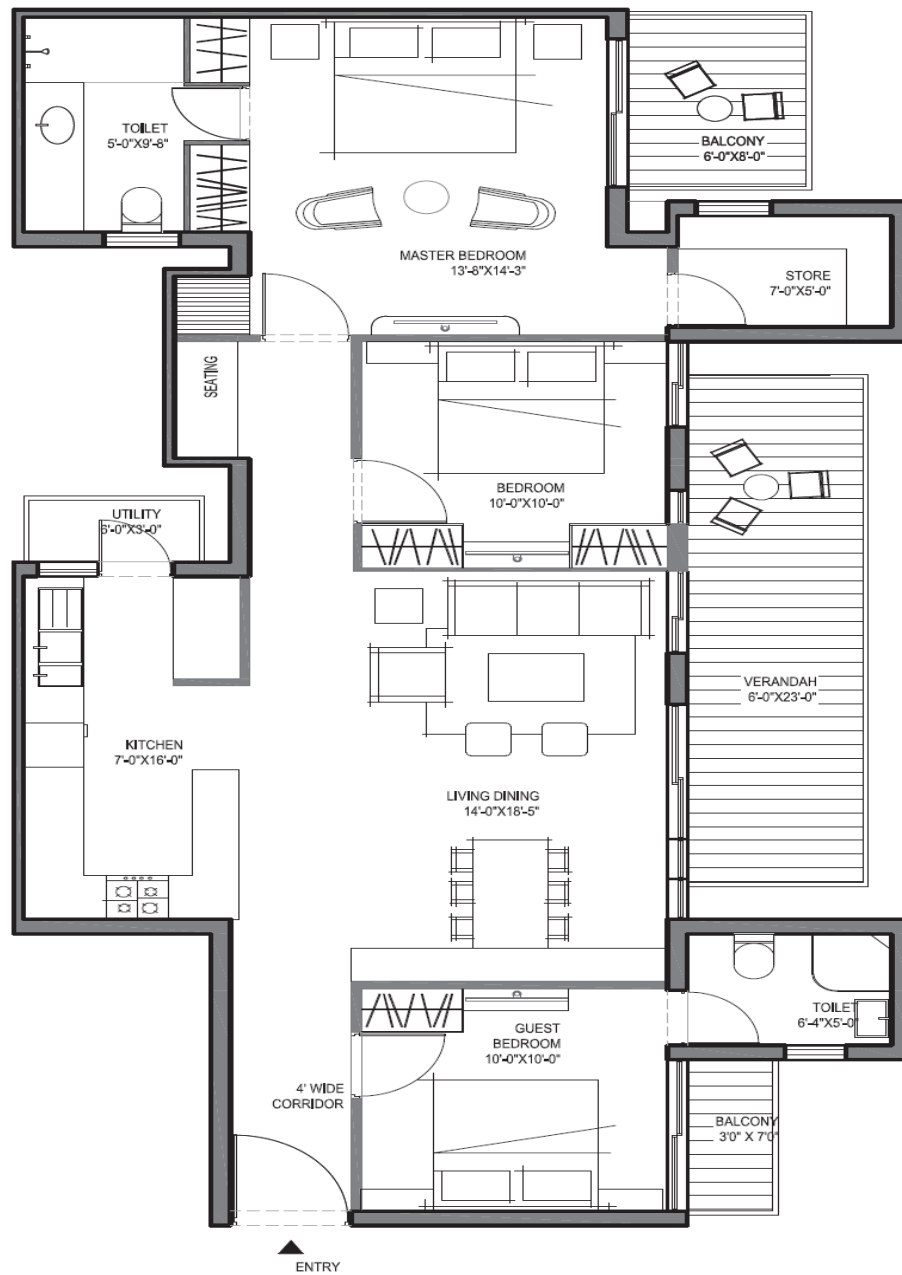 TOILET
5'-0"X9'-8"
BALCONY
6'-0"X8'-0"
MASTER BEDROOM
13'-8"X14'-3"
STORE
7'-0"X5'-0"
SEATING
BEDROOM
10'-0"X10'-0"
UTILITY
6'-0"X3'-0"
VERANDAH
6'-0"X23'-0"
KITCHEN
7'-0"X16'-0"
LIVING DINING
14'-0"X18'-5"
TOILET
6'-4"X5'-0"
GUEST
BEDROOM
10'-0"X10'-0"
4' WIDE
CORRIDOR
BALCONY
3'0" X 7'0"
ENTRY